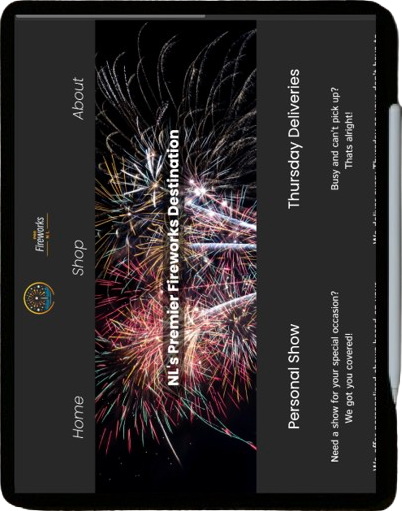 Fireworks
Home Shop About
NL's Premier Fireworks Destination
Personal Show
Need a show for your special occasion?
We got you covered!
Thursday Deliveries
Busy and can't pick up?
Thats alright!